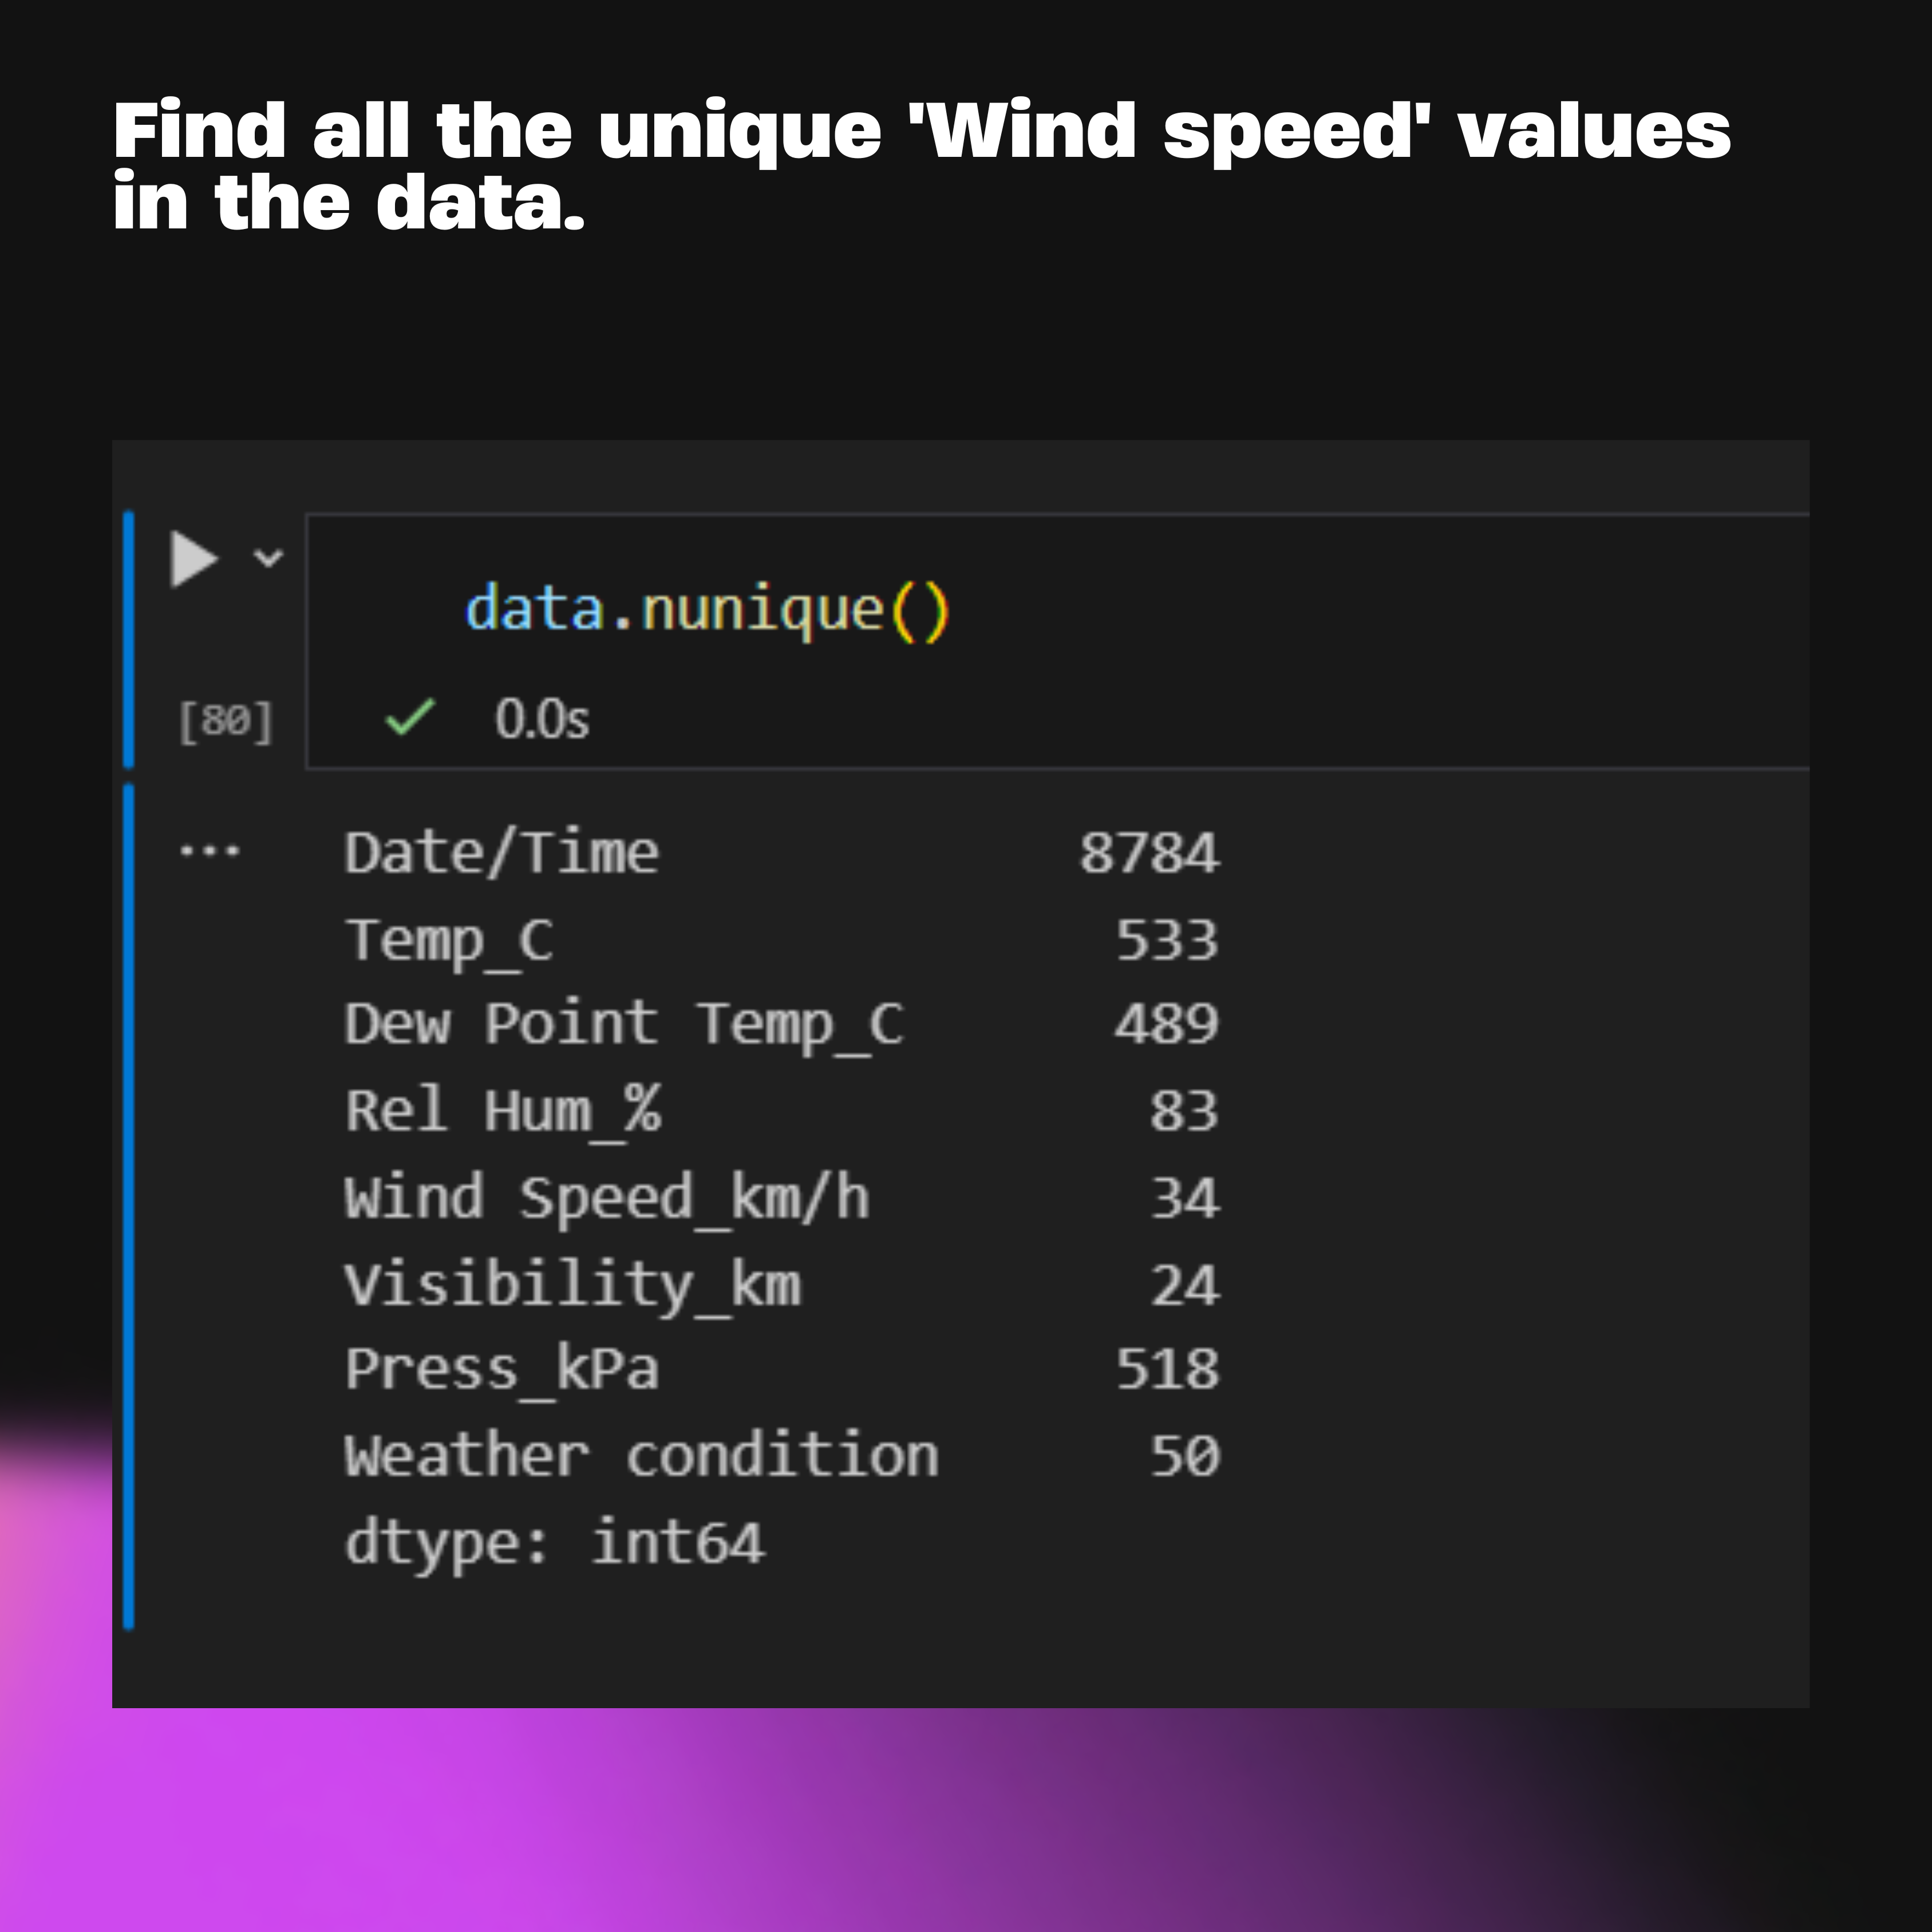 Find all the unique 'Wind speed' values
in the data.
data.nunique()
[80] 0.0s
... Date/Time 8784
Temp_C 533
Dew Point Temp_C 489
Rel Hum_% 83
Wind Speed_km/h 34
Visibility_km 24
Press_kPa 518
Weather condition 50
dtype: int64